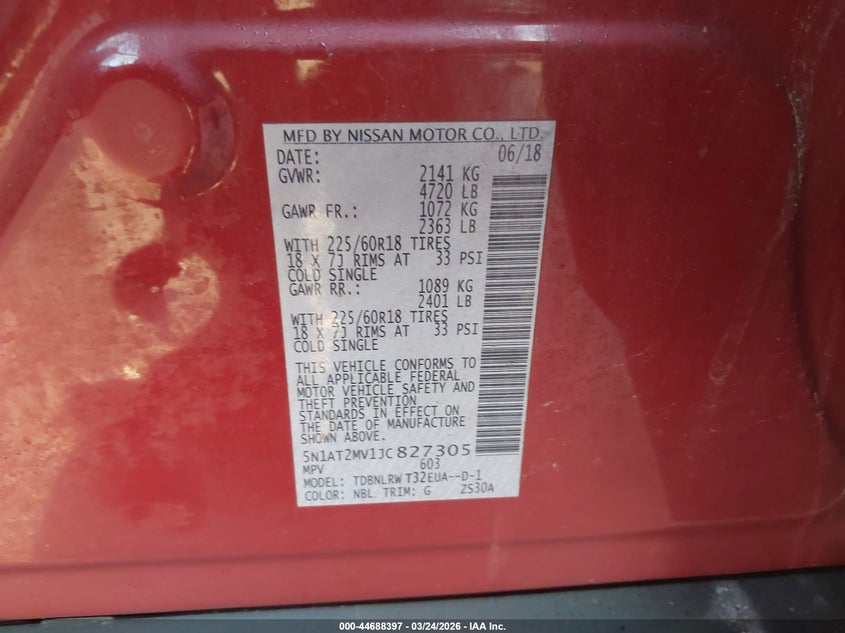 MFD BY NISSAN MOTOR CO., LTD.
DATE: 06/18
GVWR: 2141 KG
4720 LB
GAWR FR.: 1072 KG
2363 LB
WITH 225/60R18 TIRES
18 X 7J RIMS AT 33 PSI
COLD SINGLE
GAWR RR.: 1089 KG
2401 LB
WITH 225/60R18 TIRES
18 X 7J RIMS AT 33 PSI
COLD SINGLE
THIS VEHICLE CONFORMS TO
ALL APPLICABLE FEDERAL
MOTOR VEHICLE SAFETY AND
THEFT PREVENTION
STANDARDS IN EFFECT ON
THE DATE OF MANUFACTURE
SHOWN ABOVE.
5N1AT2MV1JC827305
MPV 603
MODEL: TDBNLRW T32EUA--D-1
COLOR: NBL TRIM: G ZS30A
000-44688397 - 03/24/2026 - IAA Inc.